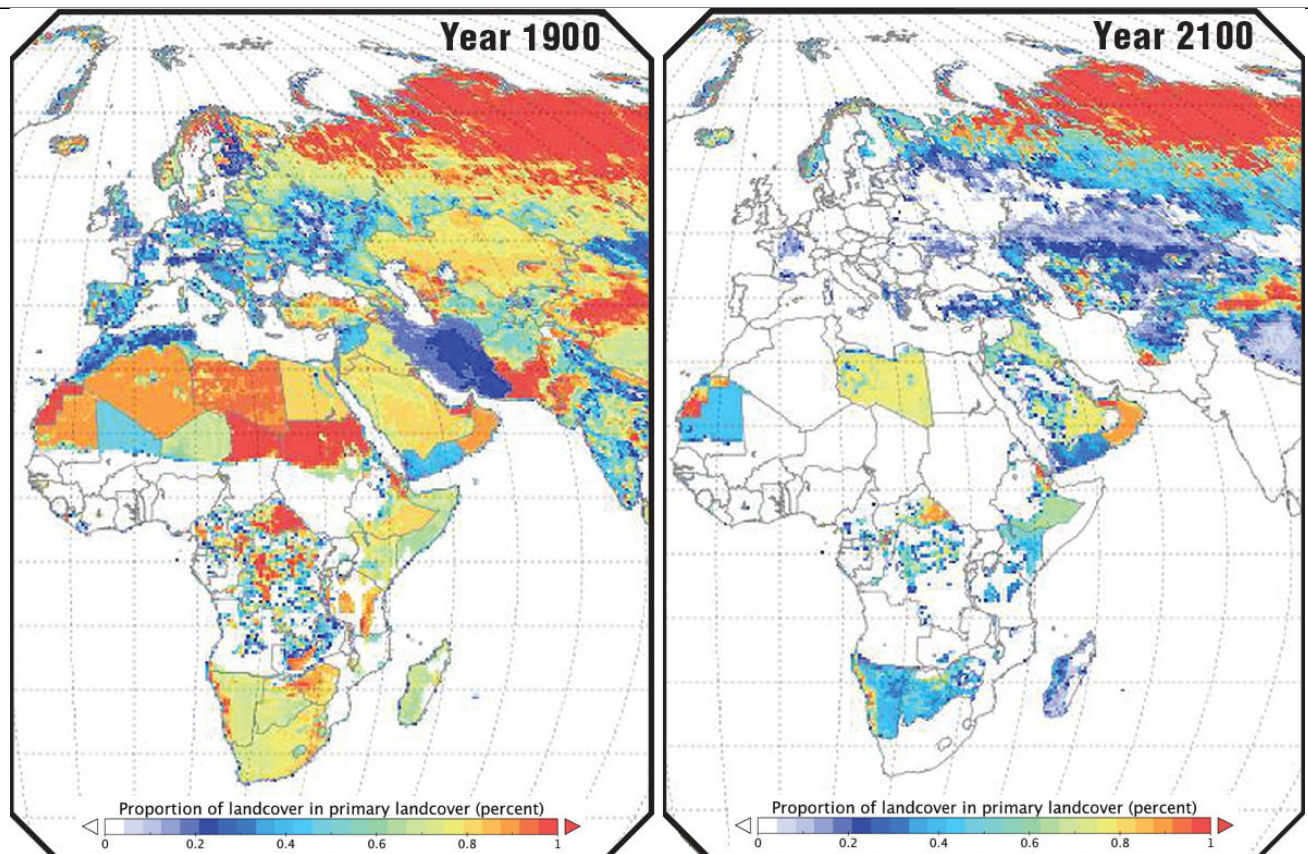 Year 1900
Proportion of landcover in primary landcover (percent)
0 0.2 0.4 0.6 0.8 1
Year 2100
Proportion of landcover in primary landcover (percent)
0 0.2 0.4 0.6 0.8 1